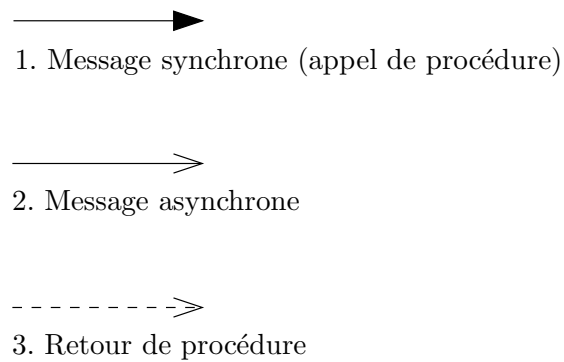 1. Message synchrone (appel de procédure)
2. Message asynchrone
3. Retour de procédure